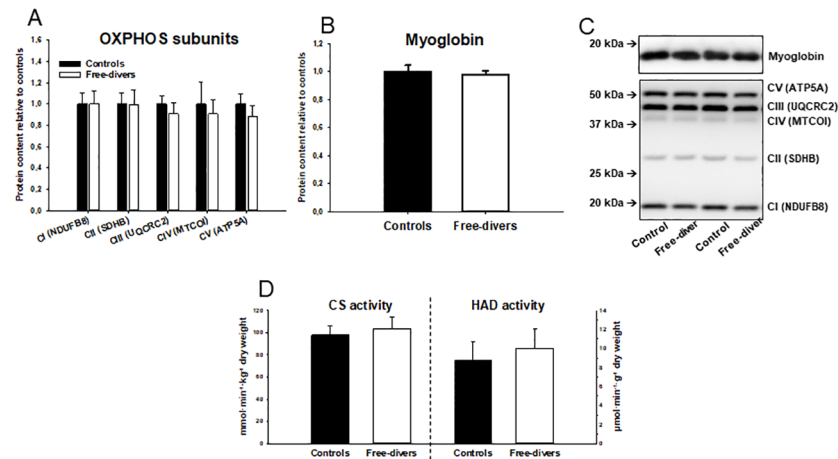 A
OXPHOS subunits
Protein content relative to controls
1,6
1,4
1,2
1,0
0,8
0,6
0,4
0,2
0,0
Controls
Free-divers
CI (NDUFB8)
CII (SDHB)
CIII (UQCRC2)
CIV (MTCOI)
CV (ATP5A)
B
Myoglobin
Protein content relative to controls
1,2
1,0
0,8
0,6
0,4
0,2
0,0
Controls
Free-divers
C
20 kDa →
Myoglobin
50 kDa →
37 kDa →
25 kDa →
20 kDa →
CV (ATP5A)
CIII (UQCRC2)
CIV (MTCOI)
CII (SDHB)
CI (NDUFB8)
Control
Free-diver
Control
Free-diver
D
CS activity
HAD activity
mmol·min⁻¹·kg⁻¹ dry weight
120
100
80
60
40
20
0
14
12
10
8
6
4
2
0
µmol·min⁻¹·g⁻¹ dry weight
Controls
Free-divers
Controls
Free-divers